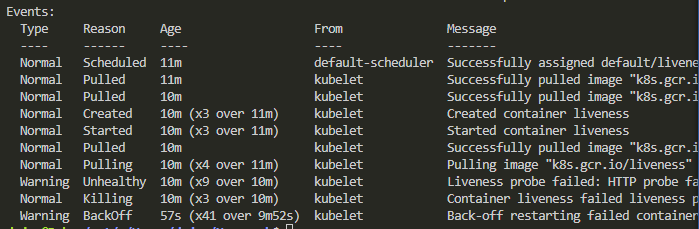 Events:
Type Reason Age From Message
---- ------ ---- ---- -------
Normal Scheduled 11m default-scheduler Successfully assigned default/livene
Normal Pulled 11m kubelet Successfully pulled image "k8s.gcr.i
Normal Pulled 10m kubelet Successfully pulled image "k8s.gcr.i
Normal Created 10m (x3 over 11m) kubelet Created container liveness
Normal Started 10m (x3 over 11m) kubelet Started container liveness
Normal Pulled 10m kubelet Successfully pulled image "k8s.gcr.i
Normal Pulling 10m (x4 over 11m) kubelet Pulling image "k8s.gcr.io/liveness"
Warning Unhealthy 10m (x9 over 10m) kubelet Liveness probe failed: HTTP probe fa
Normal Killing 10m (x3 over 10m) kubelet Container liveness failed liveness p
Warning BackOff 57s (x41 over 9m52s) kubelet Back-off restarting failed container